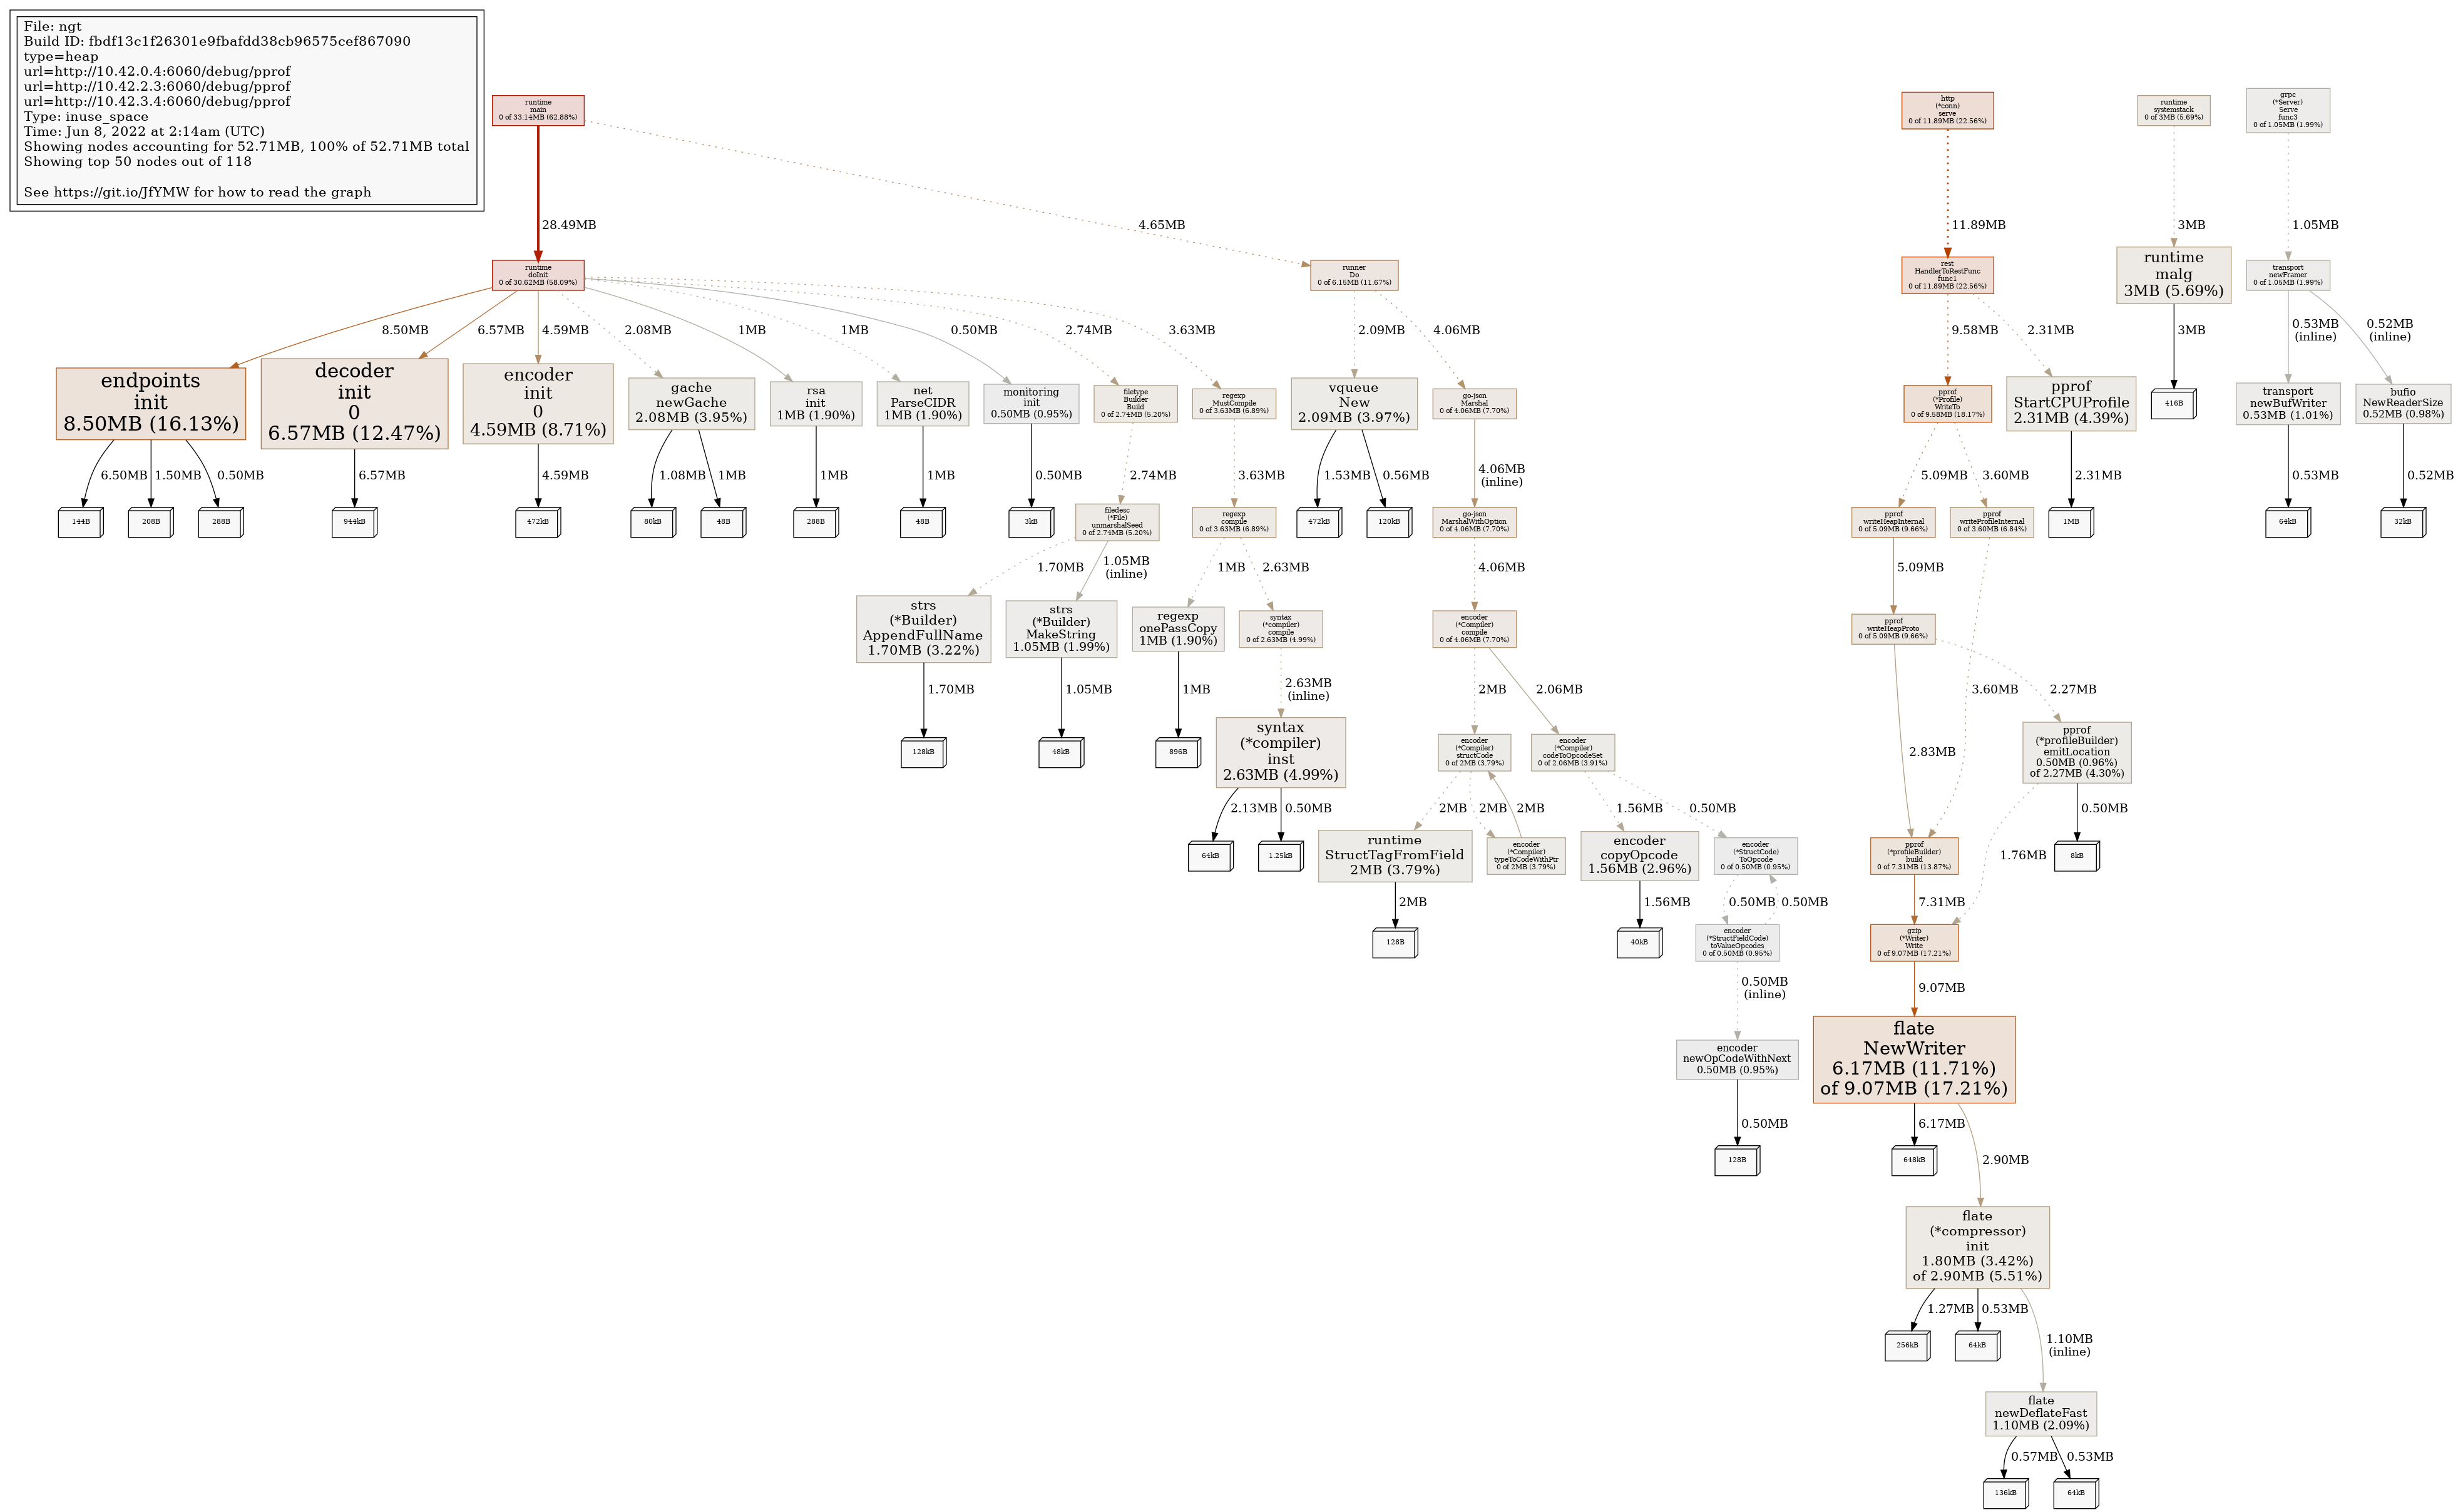 File: ngt
Build ID: fbdf13c1f26301e9fbafdd38cb96575cef867090
type=heap
url=http://10.42.0.4:6060/debug/pprof
url=http://10.42.2.3:6060/debug/pprof
url=http://10.42.3.4:6060/debug/pprof
Type: inuse_space
Time: Jun 8, 2022 at 2:14am (UTC)
Showing nodes accounting for 52.71MB, 100% of 52.71MB total
Showing top 50 nodes out of 118
See https://git.io/JfYMW for how to read the graph
runtime
main
0 of 33.14MB (62.88%)
http
(*conn)
serve
0 of 11.89MB (22.56%)
runtime
systemstack
0 of 3MB (5.69%)
grpc
(*Server)
Serve
func3
0 of 1.05MB (1.99%)
28.49MB
4.65MB
11.89MB
3MB
1.05MB
runtime
doInit
0 of 30.62MB (58.09%)
runner
Do
0 of 6.15MB (11.67%)
rest
HandlerToRestFunc
func1
0 of 11.89MB (22.56%)
runtime
malg
3MB (5.69%)
transport
newFramer
0 of 1.05MB (1.99%)
8.50MB
6.57MB
4.59MB
2.08MB
1MB
1MB
0.50MB
2.74MB
3.63MB
2.09MB
4.06MB
9.58MB
2.31MB
3MB
0.53MB
(inline)
0.52MB
(inline)
endpoints
init
8.50MB (16.13%)
decoder
init
0
6.57MB (12.47%)
encoder
init
0
4.59MB (8.71%)
gache
newGache
2.08MB (3.95%)
rsa
init
1MB (1.90%)
net
ParseCIDR
1MB (1.90%)
monitoring
init
0.50MB (0.95%)
filetype
Builder
Build
0 of 2.74MB (5.20%)
regexp
MustCompile
0 of 3.63MB (6.89%)
vqueue
New
2.09MB (3.97%)
go-json
Marshal
0 of 4.06MB (7.70%)
pprof
(*Profile)
WriteTo
0 of 9.58MB (18.17%)
pprof
StartCPUProfile
2.31MB (4.39%)
416B
transport
newBufWriter
0.53MB (1.01%)
bufio
NewReaderSize
0.52MB (0.98%)
6.50MB
1.50MB
0.50MB
6.57MB
4.59MB
1.08MB
1MB
1MB
1MB
0.50MB
2.74MB
3.63MB
1.53MB
0.56MB
4.06MB
(inline)
5.09MB
3.60MB
2.31MB
0.53MB
0.52MB
144B
208B
288B
944kB
472kB
80kB
48B
288B
48B
3kB
filedesc
(*File)
unmarshalSeed
0 of 2.74MB (5.20%)
regexp
compile
0 of 3.63MB (6.89%)
472kB
120kB
go-json
MarshalWithOption
0 of 4.06MB (7.70%)
pprof
writeHeapInternal
0 of 5.09MB (9.66%)
pprof
writeProfileInternal
0 of 3.60MB (6.84%)
1MB
64kB
32kB
1.70MB
1.05MB
(inline)
1MB
2.63MB
4.06MB
5.09MB
strs
(*Builder)
AppendFullName
1.70MB (3.22%)
strs
(*Builder)
MakeString
1.05MB (1.99%)
regexp
onePassCopy
1MB (1.90%)
syntax
(*compiler)
compile
0 of 2.63MB (4.99%)
encoder
(*Compiler)
compile
0 of 4.06MB (7.70%)
pprof
writeHeapProto
0 of 5.09MB (9.66%)
1.70MB
1.05MB
1MB
2.63MB
(inline)
2MB
2.06MB
2.83MB
3.60MB
2.27MB
128kB
48kB
896B
syntax
(*compiler)
inst
2.63MB (4.99%)
encoder
(*Compiler)
structCode
0 of 2MB (3.79%)
encoder
(*Compiler)
codeToOpcodeSet
0 of 2.06MB (3.91%)
pprof
(*profileBuilder)
emitLocation
0.50MB (0.96%)
of 2.27MB (4.30%)
2.13MB
0.50MB
2MB
2MB
2MB
1.56MB
0.50MB
1.76MB
0.50MB
64kB
1.25kB
runtime
StructTagFromField
2MB (3.79%)
encoder
(*Compiler)
typeToCodeWithPtr
0 of 2MB (3.79%)
encoder
copyOpcode
1.56MB (2.96%)
encoder
(*StructCode)
ToOpcode
0 of 0.50MB (0.95%)
pprof
(*profileBuilder)
build
0 of 7.31MB (13.87%)
8kB
2MB
1.56MB
0.50MB
0.50MB
7.31MB
128B
40kB
encoder
(*StructFieldCode)
toValueOpcodes
0 of 0.50MB (0.95%)
gzip
(*Writer)
Write
0 of 9.07MB (17.21%)
0.50MB
(inline)
9.07MB
encoder
newOpCodeWithNext
0.50MB (0.95%)
flate
NewWriter
6.17MB (11.71%)
of 9.07MB (17.21%)
0.50MB
6.17MB
2.90MB
128B
648kB
flate
(*compressor)
init
1.80MB (3.42%)
of 2.90MB (5.51%)
1.27MB
0.53MB
1.10MB
(inline)
256kB
64kB
flate
newDeflateFast
1.10MB (2.09%)
0.57MB
0.53MB
136kB
64kB